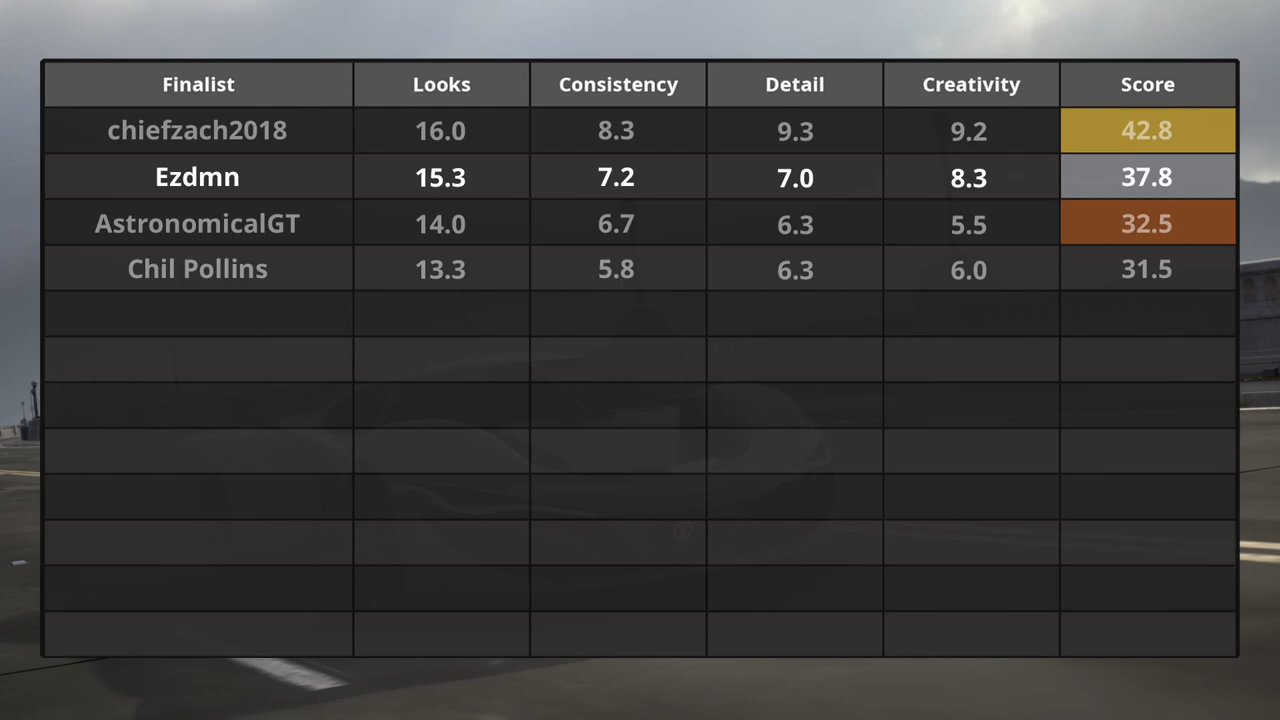 Finalist Looks Consistency Detail Creativity Score
chiefzach2018 16.0 8.3 9.3 9.2 42.8
Ezdmn 15.3 7.2 7.0 8.3 37.8
AstronomicalGT 14.0 6.7 6.3 5.5 32.5
Chil Pollins 13.3 5.8 6.3 6.0 31.5